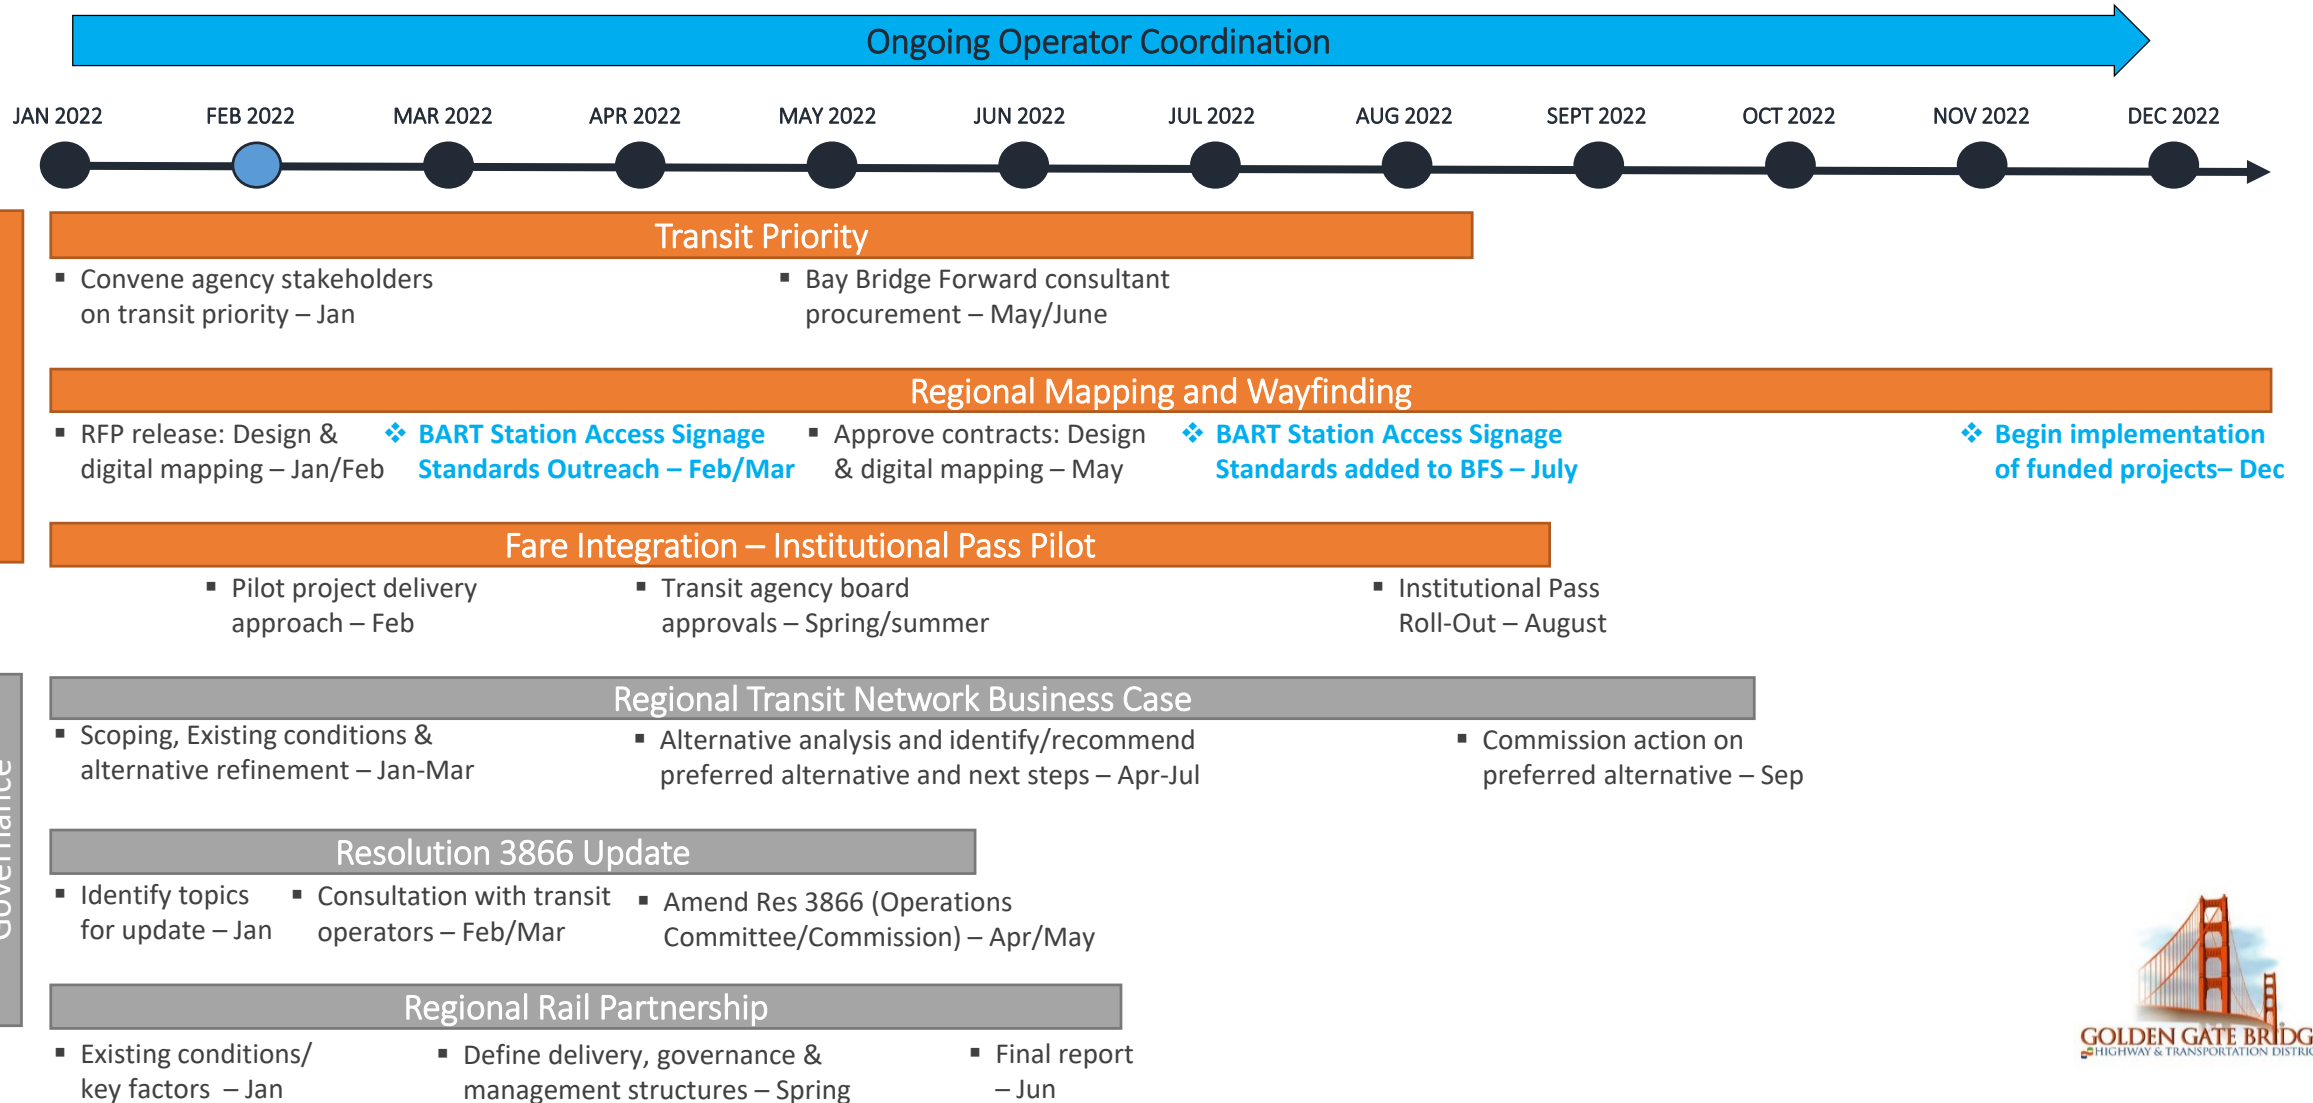 Ongoing Operator Coordination
JAN 2022 FEB 2022 MAR 2022 APR 2022 MAY 2022 JUN 2022 JUL 2022 AUG 2022 SEPT 2022 OCT 2022 NOV 2022 DEC 2022
Transit Priority
▪ Convene agency stakeholders
on transit priority – Jan
▪ Bay Bridge Forward consultant
procurement – May/June
Regional Mapping and Wayfinding
▪ RFP release: Design &
digital mapping – Jan/Feb
❖ BART Station Access Signage
Standards Outreach – Feb/Mar
▪ Approve contracts: Design
& digital mapping – May
❖ BART Station Access Signage
Standards added to BFS – July
❖ Begin implementation
of funded projects– Dec
Fare Integration – Institutional Pass Pilot
▪ Pilot project delivery
approach – Feb
▪ Transit agency board
approvals – Spring/summer
▪ Institutional Pass
Roll-Out – August
Governance
Regional Transit Network Business Case
▪ Scoping, Existing conditions &
alternative refinement – Jan-Mar
▪ Alternative analysis and identify/recommend
preferred alternative and next steps – Apr-Jul
▪ Commission action on
preferred alternative – Sep
Resolution 3866 Update
▪ Identify topics
for update – Jan
▪ Consultation with transit
operators – Feb/Mar
▪ Amend Res 3866 (Operations
Committee/Commission) – Apr/May
Regional Rail Partnership
▪ Existing conditions/
key factors – Jan
▪ Define delivery, governance &
management structures – Spring
▪ Final report
– Jun
GOLDEN GATE BRIDG
HIGHWAY & TRANSPORTATION DISTRIC